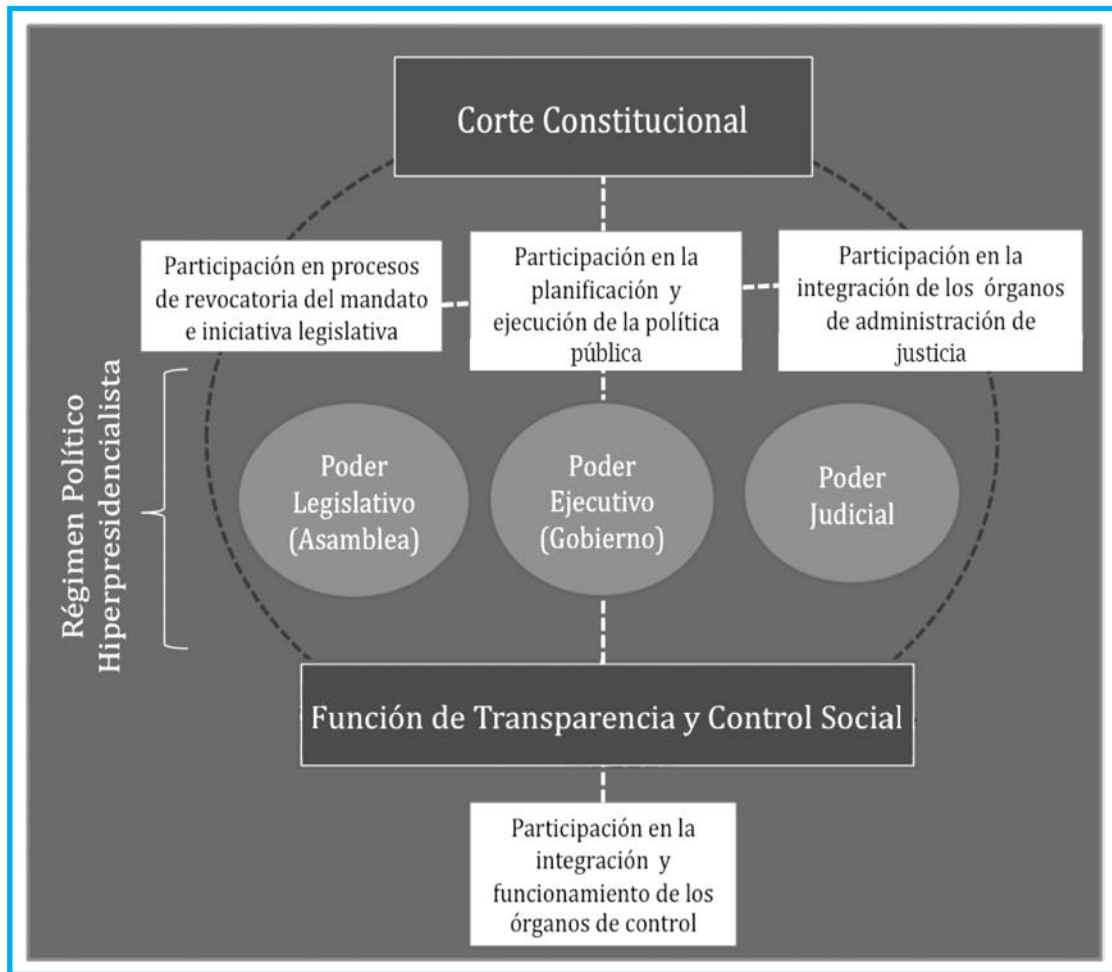 Corte Constitucional
Participación en procesos
de revocatoria del mandato
e iniciativa legislativa
Participación en la
planificación y
ejecución de la política
pública
Participación en la
integración de los órganos
de administración de
justicia
Régimen Político
Hiperpresidencialista
Poder
Legislativo
(Asamblea)
Poder
Ejecutivo
(Gobierno)
Poder
Judicial
Función de Transparencia y Control Social
Participación en la
integración y
funcionamiento de los
órganos de control